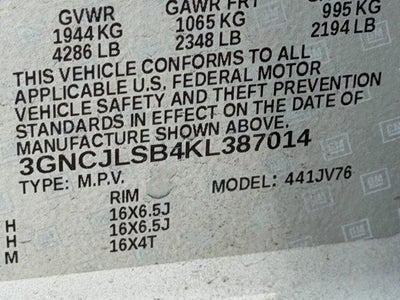 GVWR GAWR FRT
1944 KG 1065 KG 995 KG
4286 LB 2348 LB 2194 LB
THIS VEHICLE CONFORMS TO ALL
APPLICABLE U.S. FEDERAL MOTOR
VEHICLE SAFETY AND THEFT PREVENTION
STANDARDS IN EFFECT ON THE DATE OF
MANUFACTURE SHOWN ABOVE.
3GNCJLSB4KL387014
TYPE: M.P.V. MODEL: 441JV76
RIM
H 16X6.5J
H 16X6.5J
M 16X4T